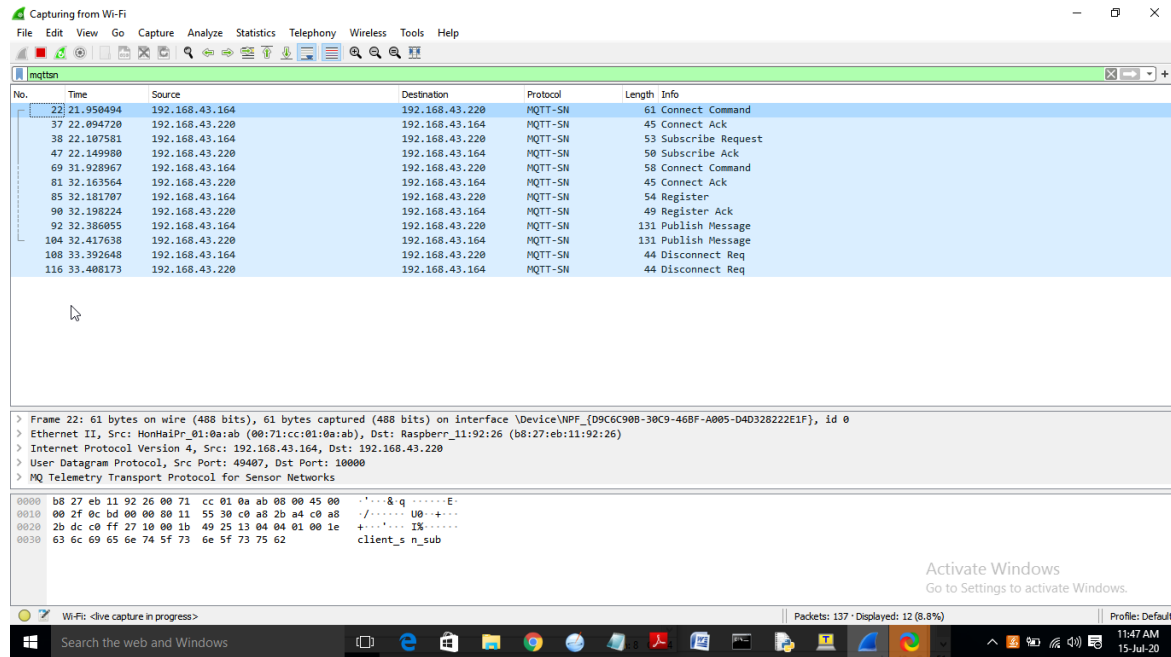 Capturing from Wi-Fi
File Edit View Go Capture Analyze Statistics Telephony Wireless Tools Help
mqttsn
No. Time Source Destination Protocol Length Info
22 21.950494 192.168.43.164 192.168.43.220 MQTT-SN 61 Connect Command
37 22.094720 192.168.43.220 192.168.43.164 MQTT-SN 45 Connect Ack
38 22.107581 192.168.43.164 192.168.43.220 MQTT-SN 53 Subscribe Request
47 22.149980 192.168.43.220 192.168.43.164 MQTT-SN 50 Subscribe Ack
69 31.928967 192.168.43.164 192.168.43.220 MQTT-SN 58 Connect Command
81 32.163564 192.168.43.220 192.168.43.164 MQTT-SN 45 Connect Ack
85 32.181707 192.168.43.164 192.168.43.220 MQTT-SN 54 Register
90 32.198224 192.168.43.220 192.168.43.164 MQTT-SN 49 Register Ack
92 32.386055 192.168.43.164 192.168.43.220 MQTT-SN 131 Publish Message
104 32.417638 192.168.43.220 192.168.43.164 MQTT-SN 131 Publish Message
108 33.392648 192.168.43.164 192.168.43.220 MQTT-SN 44 Disconnect Req
116 33.408173 192.168.43.220 192.168.43.164 MQTT-SN 44 Disconnect Req
> Frame 22: 61 bytes on wire (488 bits), 61 bytes captured (488 bits) on interface \Device\NPF_{D9C6C90B-30C9-46BF-A005-D4D328222E1F}, id 0
> Ethernet II, Src: HonHaiPr_01:0a:ab (00:71:cc:01:0a:ab), Dst: Raspberr_11:92:26 (b8:27:eb:11:92:26)
> Internet Protocol Version 4, Src: 192.168.43.164, Dst: 192.168.43.220
> User Datagram Protocol, Src Port: 49407, Dst Port: 10000
> MQ Telemetry Transport Protocol for Sensor Networks
0000 b8 27 eb 11 92 26 00 71 cc 01 0a ab 08 00 45 00 ·'···&·q ······E·
0010 00 2f 0c bd 00 00 80 11 55 30 c0 a8 2b a4 c0 a8 ·/······ U0··+···
0020 2b dc c0 ff 27 10 00 1b 49 25 13 04 04 01 00 1e +···'··· I%······
0030 63 6c 69 65 6e 74 5f 73 6e 5f 73 75 62 client_s n_sub
Activate Windows
Go to Settings to activate Windows.
Wi-Fi: <live capture in progress>
Packets: 137 · Displayed: 12 (8.8%)
Profile: Default
Search the web and Windows
11:47 AM
15-Jul-20